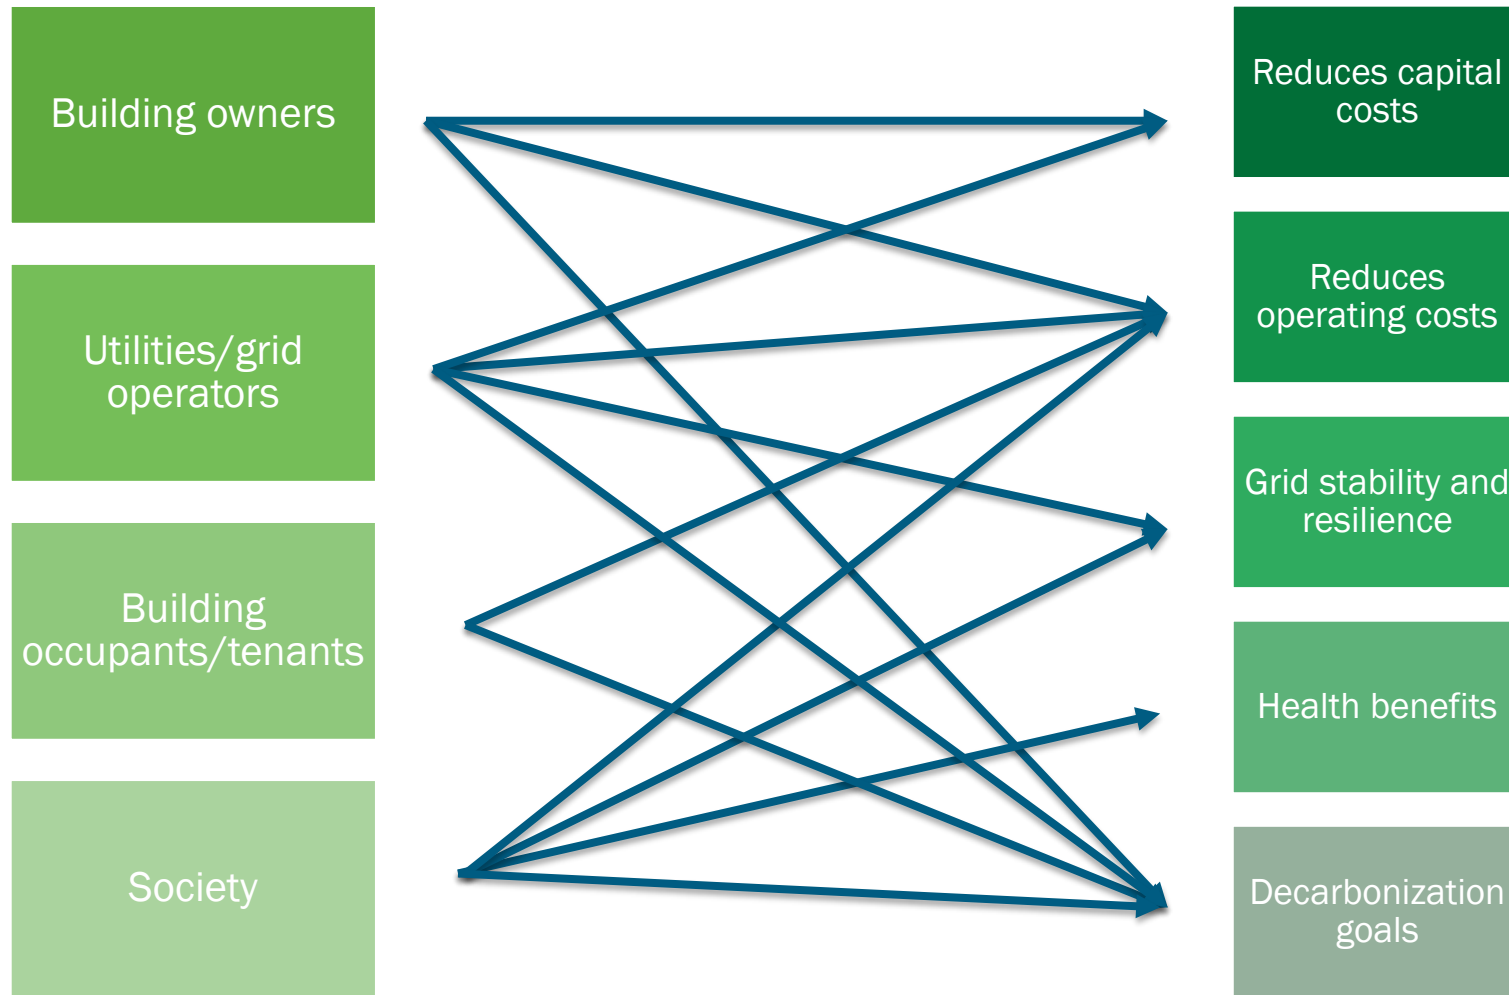 Building owners
Utilities/grid
operators
Building
occupants/tenants
Society
Reduces capital
costs
Reduces
operating costs
Grid stability and
resilience
Health benefits
Decarbonization
goals